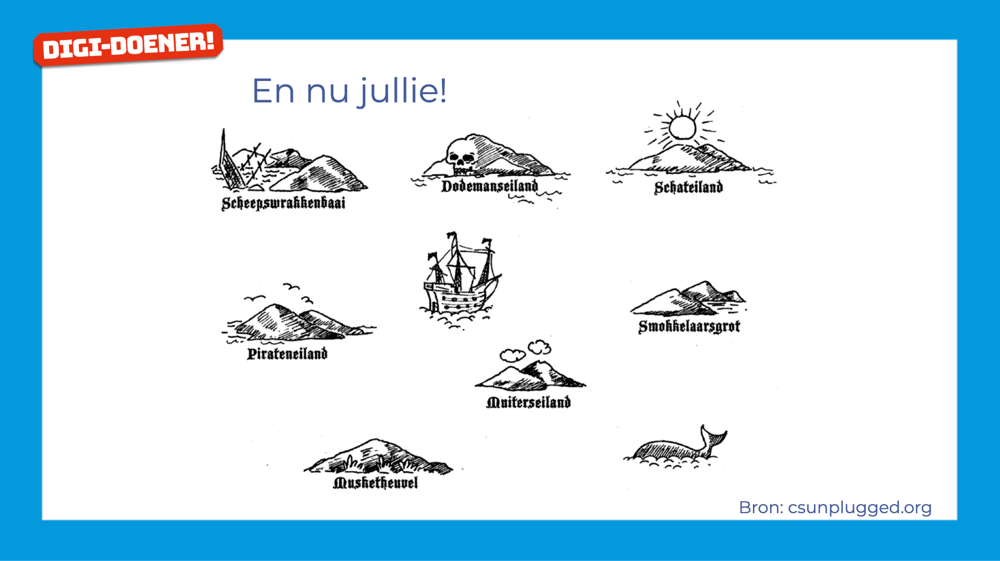 DIGI-DOENER!
En nu jullie!
Scheepswrakkenbaai
Dodemanseiland
Schateiland
Pirateneiland
Smokkelaarsgrot
Muiterseiland
Musketheuvel
Bron: csunplugged.org